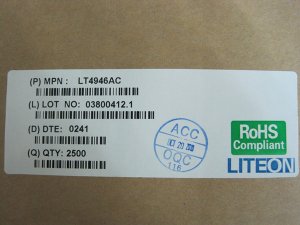 (P) MPN : LT4946AC
(L) LOT NO: 03800412.1
(D) DTE: 0241
(Q) QTY: 2500
ACC
OQC
116
RoHS
Compliant
LITEON